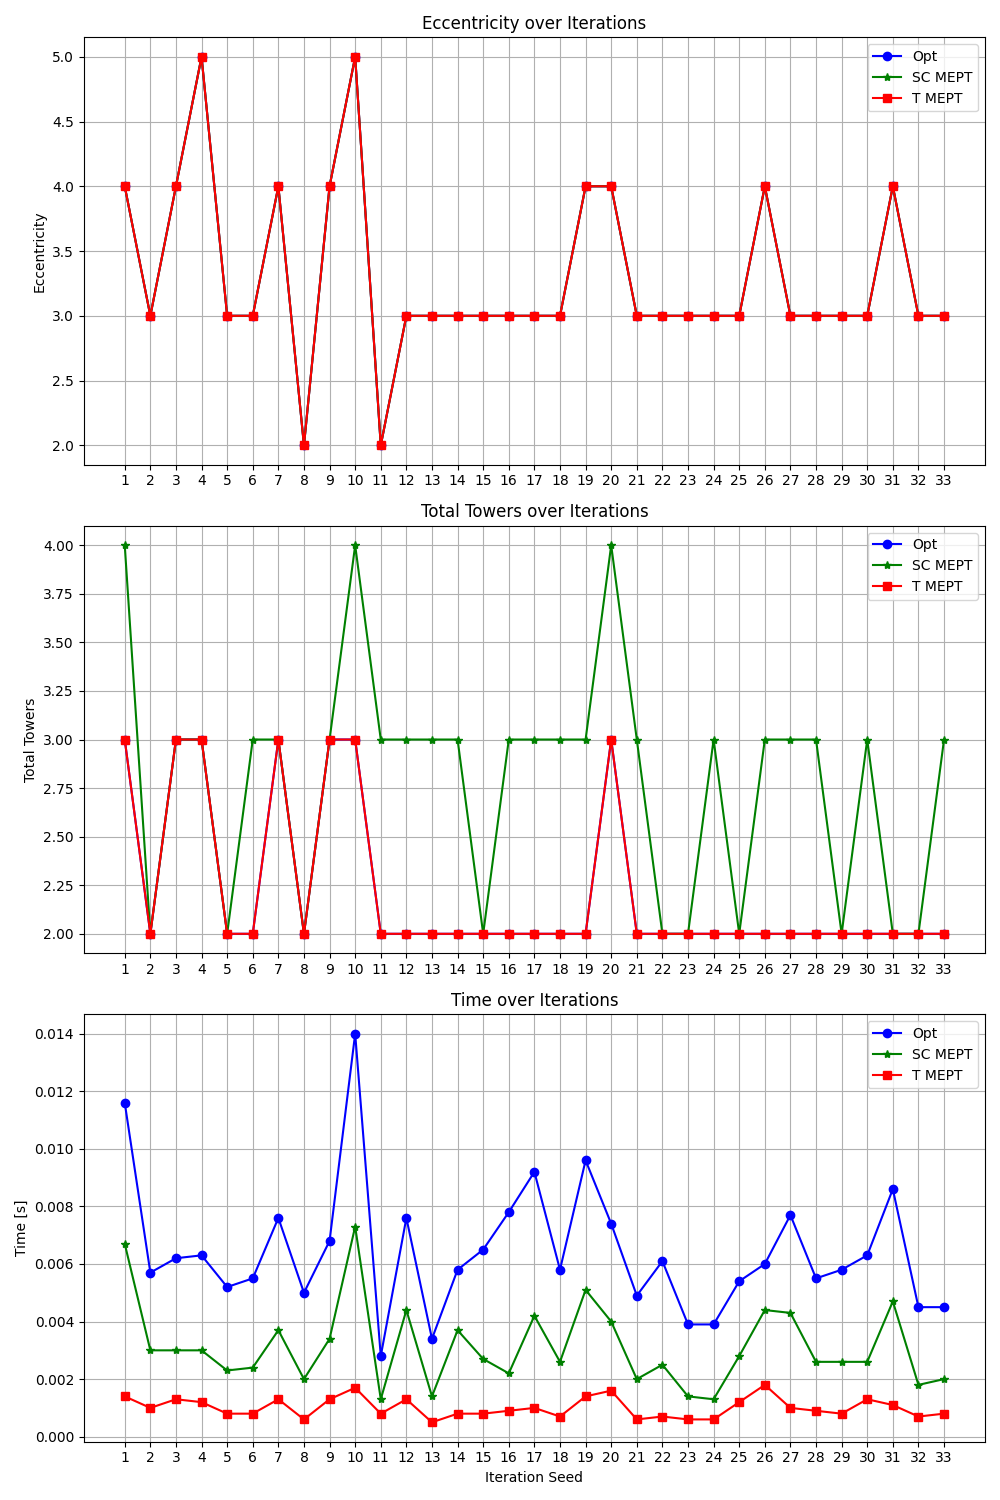 Eccentricity over Iterations
Opt
SC MEPT
T MEPT
5.0
4.5
4.0
3.5
3.0
2.5
2.0
Eccentricity
1 2 3 4 5 6 7 8 9 10 11 12 13 14 15 16 17 18 19 20 21 22 23 24 25 26 27 28 29 30 31 32 33
Total Towers over Iterations
Opt
SC MEPT
T MEPT
4.00
3.75
3.50
3.25
3.00
2.75
2.50
2.25
2.00
Total Towers
1 2 3 4 5 6 7 8 9 10 11 12 13 14 15 16 17 18 19 20 21 22 23 24 25 26 27 28 29 30 31 32 33
Time over Iterations
Opt
SC MEPT
T MEPT
0.014
0.012
0.010
0.008
0.006
0.004
0.002
0.000
Time [s]
1 2 3 4 5 6 7 8 9 10 11 12 13 14 15 16 17 18 19 20 21 22 23 24 25 26 27 28 29 30 31 32 33
Iteration Seed